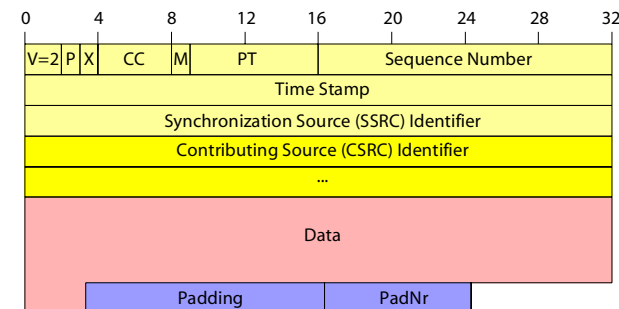 0 4 8 12 16 20 24 28 32
V=2 P X CC M PT Sequence Number
Time Stamp
Synchronization Source (SSRC) Identifier
Contributing Source (CSRC) Identifier
...
Data
Padding PadNr